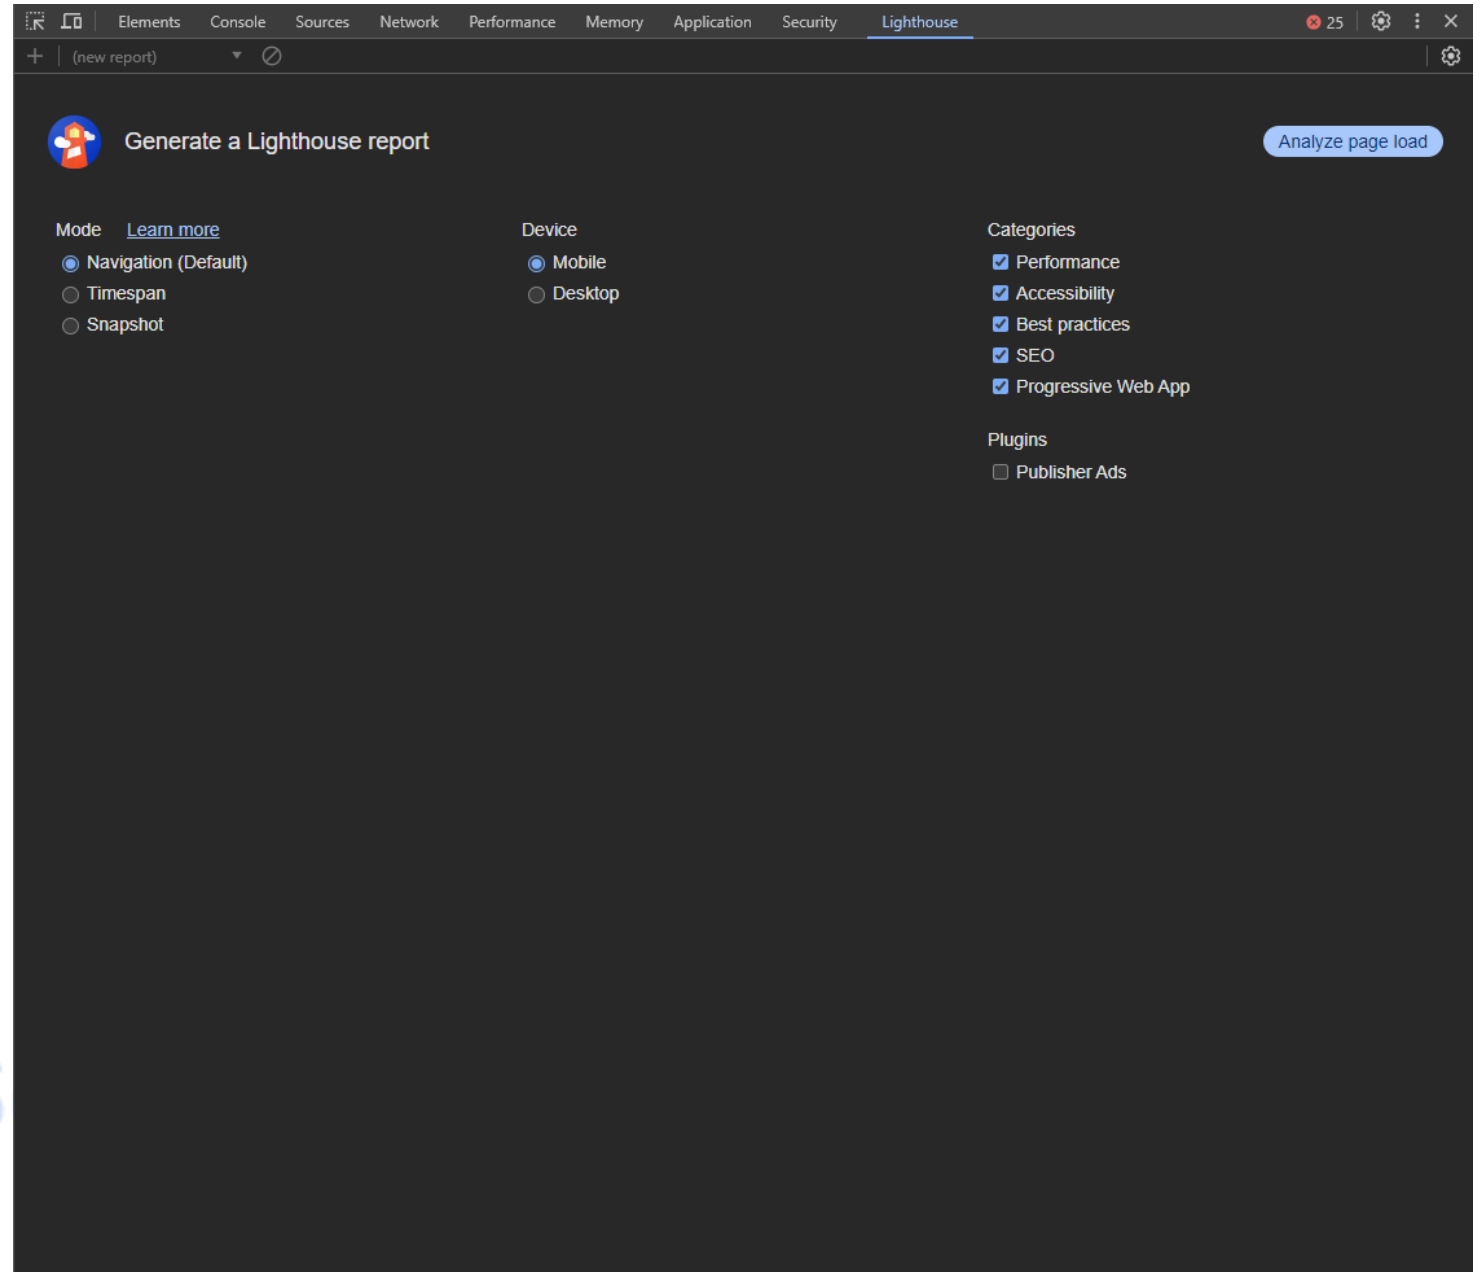 Elements Console Sources Network Performance Memory Application Security Lighthouse 25
(new report)
Generate a Lighthouse report
Analyze page load
Mode Learn more
Navigation (Default)
Timespan
Snapshot
Device
Mobile
Desktop
Categories
Performance
Accessibility
Best practices
SEO
Progressive Web App
Plugins
Publisher Ads